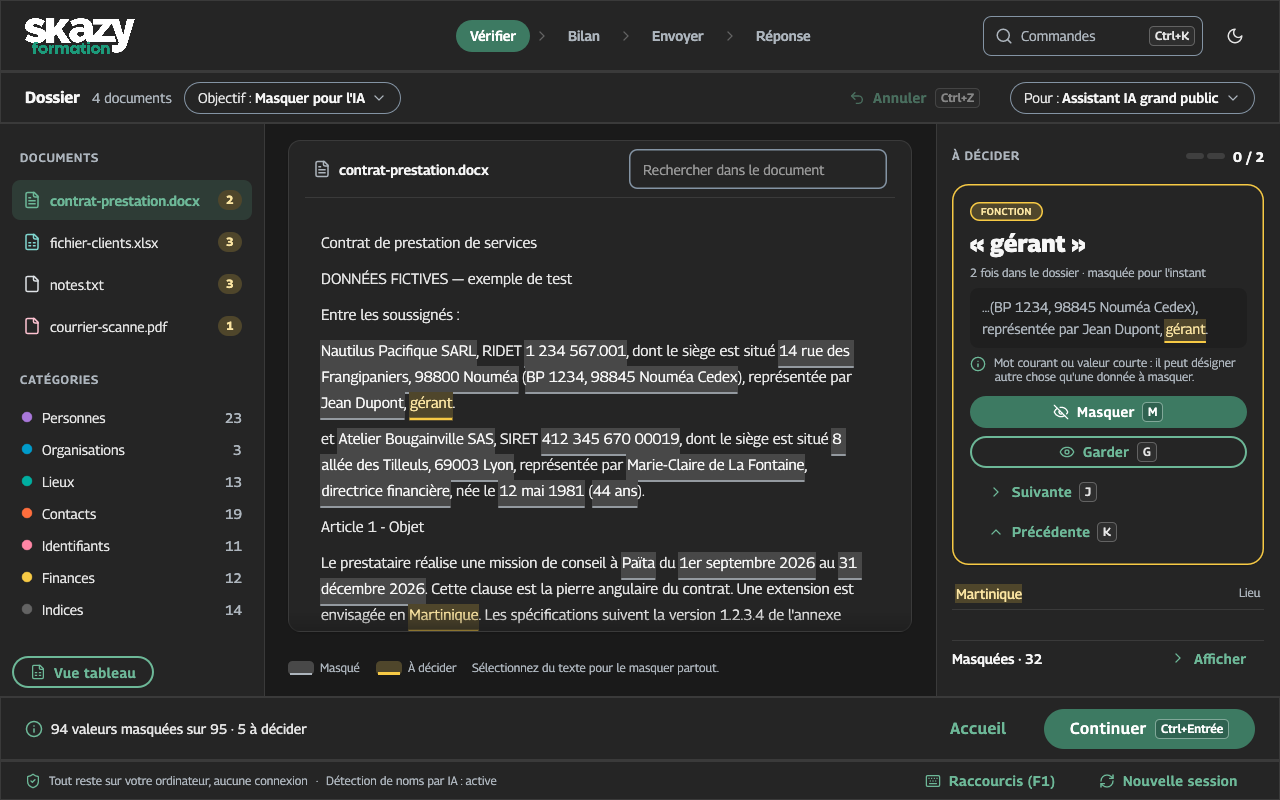 skazy
formation
Vérifier
Bilan
Envoyer
Réponse
Commandes Ctrl+K
Dossier 4 documents
Objectif : Masquer pour l'IA
Annuler Ctrl+Z
Pour : Assistant IA grand public
DOCUMENTS
contrat-prestation.docx 2
fichier-clients.xlsx 3
notes.txt 3
courrier-scanne.pdf 1
CATÉGORIES
Personnes 23
Organisations 3
Lieux 13
Contacts 19
Identifiants 11
Finances 12
Indices 14
Vue tableau
contrat-prestation.docx
Rechercher dans le document
Contrat de prestation de services
DONNÉES FICTIVES — exemple de test
Entre les soussignés :
Nautilus Pacifique SARL, RIDET 1 234 567.001, dont le siège est situé 14 rue des
Frangipaniers, 98800 Nouméa (BP 1234, 98845 Nouméa Cedex), représentée par
Jean Dupont, gérant.
et Atelier Bougainville SAS, SIRET 412 345 670 00019, dont le siège est situé 8
allée des Tilleuls, 69003 Lyon, représentée par Marie-Claire de La Fontaine,
directrice financière, née le 12 mai 1981 (44 ans).
Article 1 - Objet
Le prestataire réalise une mission de conseil à Païta du 1er septembre 2026 au 31
décembre 2026. Cette clause est la pierre angulaire du contrat. Une extension est
envisagée en Martinique. Les spécifications suivent la version 1.2.3.4 de l'annexe
Masqué
À décider
Sélectionnez du texte pour le masquer partout.
À DÉCIDER 0 / 2
FONCTION
« gérant »
2 fois dans le dossier · masquée pour l'instant
…(BP 1234, 98845 Nouméa Cedex),
représentée par Jean Dupont, gérant.
Mot courant ou valeur courte : il peut désigner
autre chose qu'une donnée à masquer.
Masquer M
Garder G
Suivante J
Précédente K
Martinique Lieu
Masquées · 32 Afficher
94 valeurs masquées sur 95 · 5 à décider
Accueil
Continuer Ctrl+Entrée
Tout reste sur votre ordinateur, aucune connexion · Détection de noms par IA : active
Raccourcis (F1)
Nouvelle session